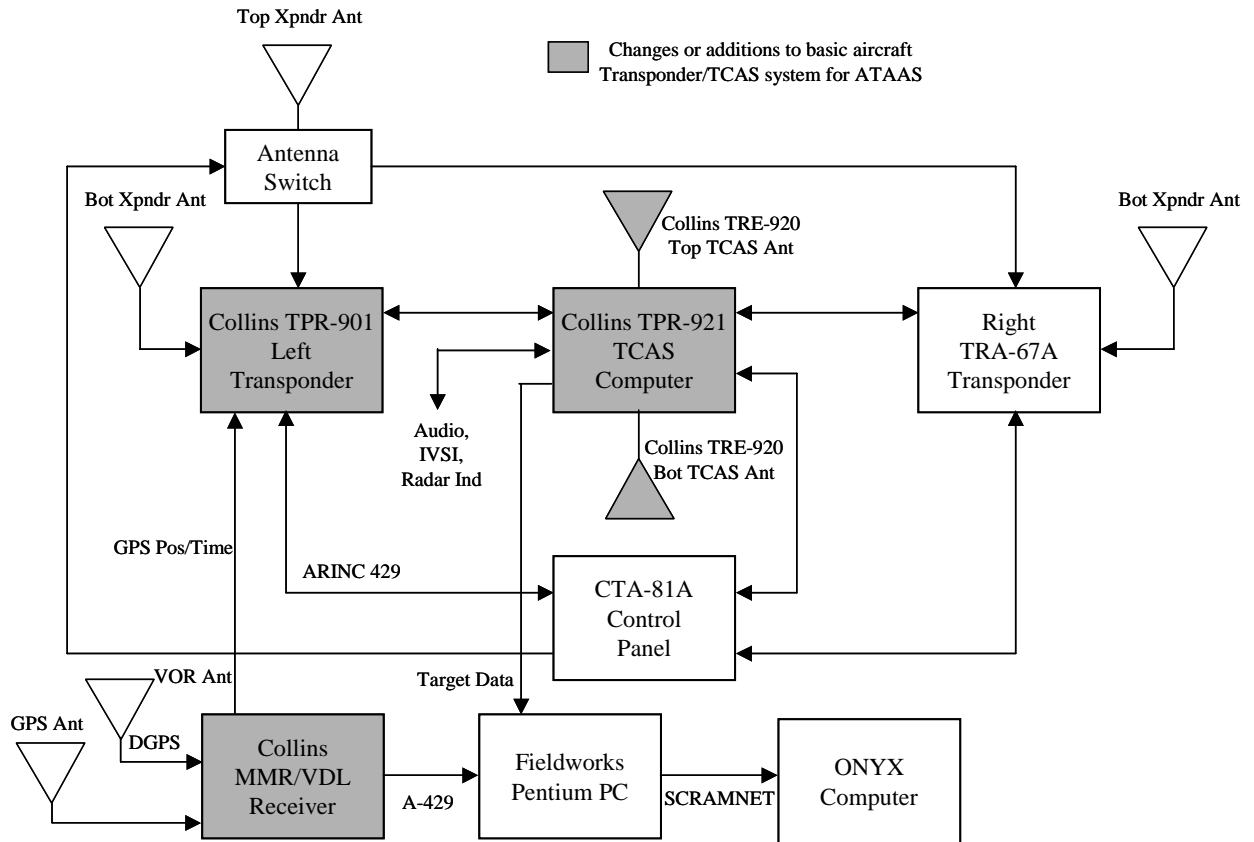 Top Xpndr Ant
Changes or additions to basic aircraft
Transponder/TCAS system for ATAAS
Antenna
Switch
Bot Xpndr Ant
Collins TRE-920
Top TCAS Ant
Bot Xpndr Ant
Collins TPR-901
Left
Transponder
Collins TPR-921
TCAS
Computer
Right
TRA-67A
Transponder
Audio,
IVSI,
Radar Ind
Collins TRE-920
Bot TCAS Ant
GPS Pos/Time
ARINC 429
CTA-81A
Control
Panel
VOR Ant
Target Data
GPS Ant
DGPS
Collins
MMR/VDL
Receiver
A-429
Fieldworks
Pentium PC
SCRAMNET
ONYX
Computer